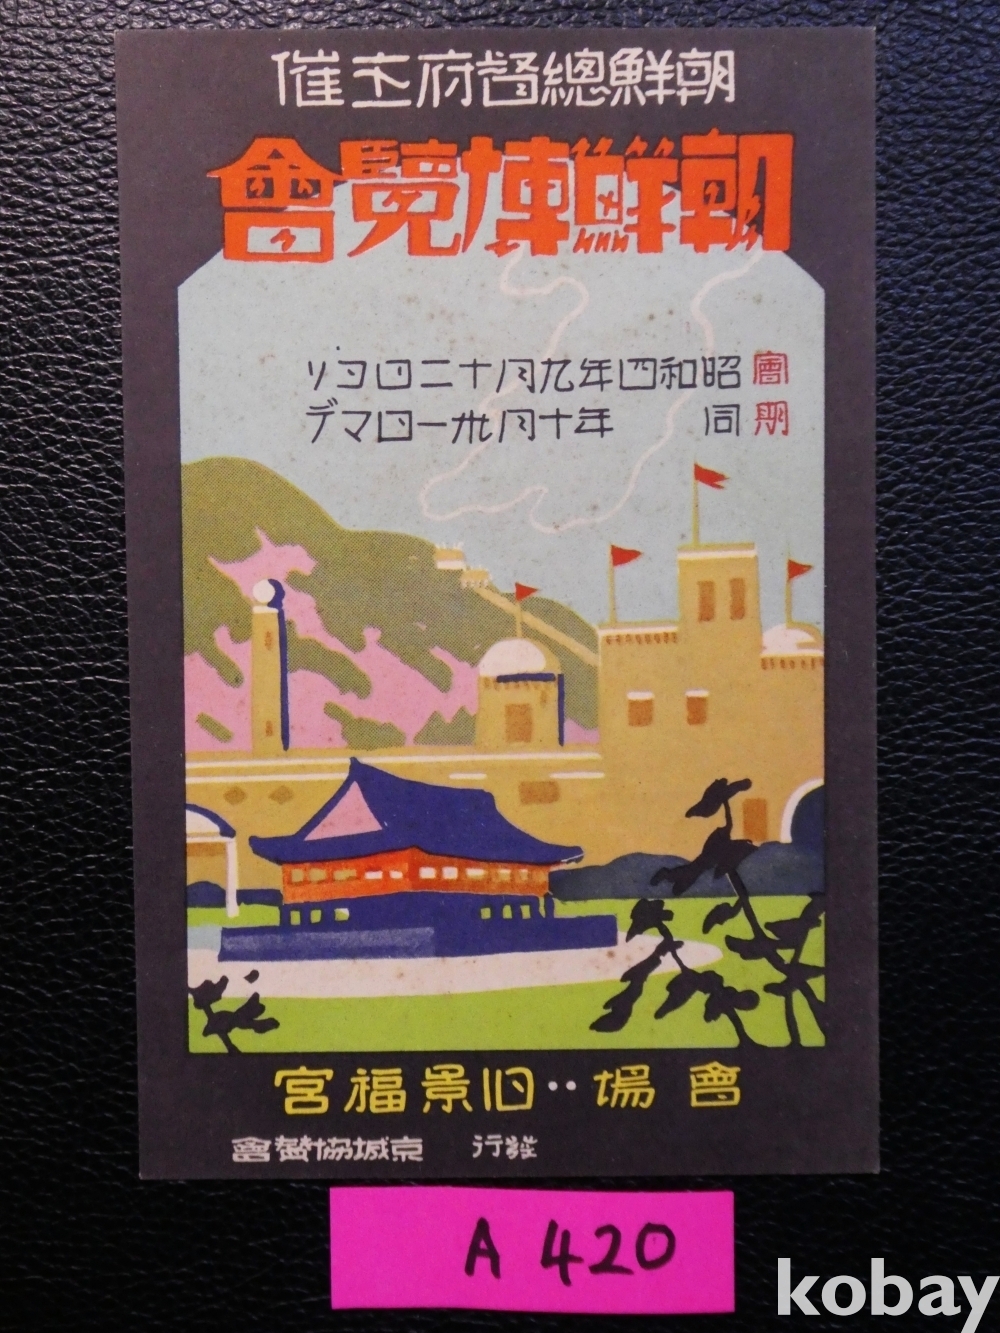 朝鮮總督府主催
朝鮮博覽會
會期 昭和四年九月十二日ヨリ
同年十月卅一日マデ
會場‥旧景福宮
發行 京城協賛會
A 420
kobay